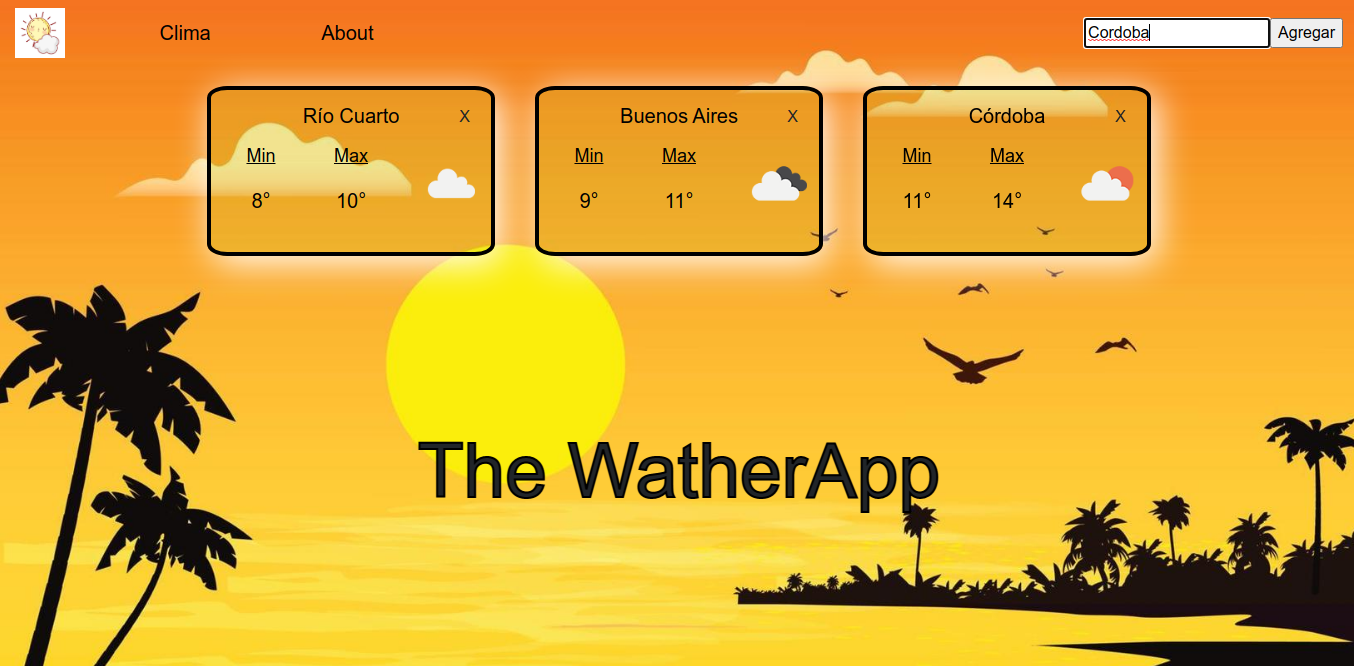 Clima
About
Cordoba
Agregar
Río Cuarto X
Min Max
8° 10°
Buenos Aires X
Min Max
9° 11°
Córdoba X
Min Max
11° 14°
The WatherApp